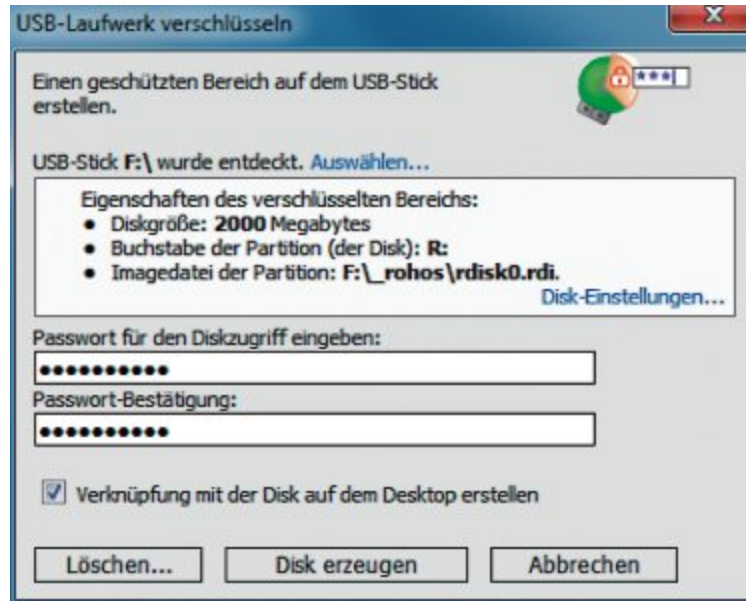 USB-Laufwerk verschlüsseln
Einen geschützten Bereich auf dem USB-Stick
erstellen.
***
USB-Stick F:\ wurde entdeckt. Auswählen...
Eigenschaften des verschlüsselten Bereichs:
• Diskgröße: 2000 Megabytes
• Buchstabe der Partition (der Disk): R:
• Imagedatei der Partition: F:\_rohos\rdisk0.rdi.
Disk-Einstellungen...
Passwort für den Diskzugriff eingeben:
••••••••••
Passwort-Bestätigung:
••••••••••
Verknüpfung mit der Disk auf dem Desktop erstellen
Löschen... Disk erzeugen Abbrechen